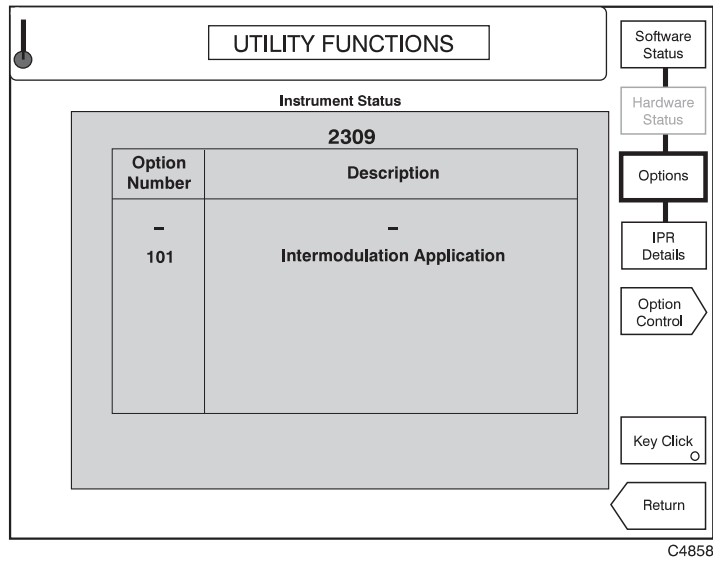 UTILITY FUNCTIONS
Instrument Status
2309
Option
Number
Description
–
–
101
Intermodulation Application
Software
Status
Hardware
Status
Options
IPR
Details
Option
Control
Key Click
Return
C4858